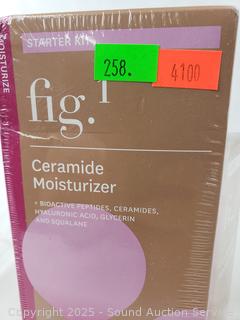 MOISTURIZE
STARTER KIT
258.
4100
fig.1
Ceramide
Moisturizer
+ BIOACTIVE PEPTIDES, CERAMIDES,
HYALURONIC ACID, GLYCERIN
AND SQUALANE
Copyright © 2025 - Sound Auction Service